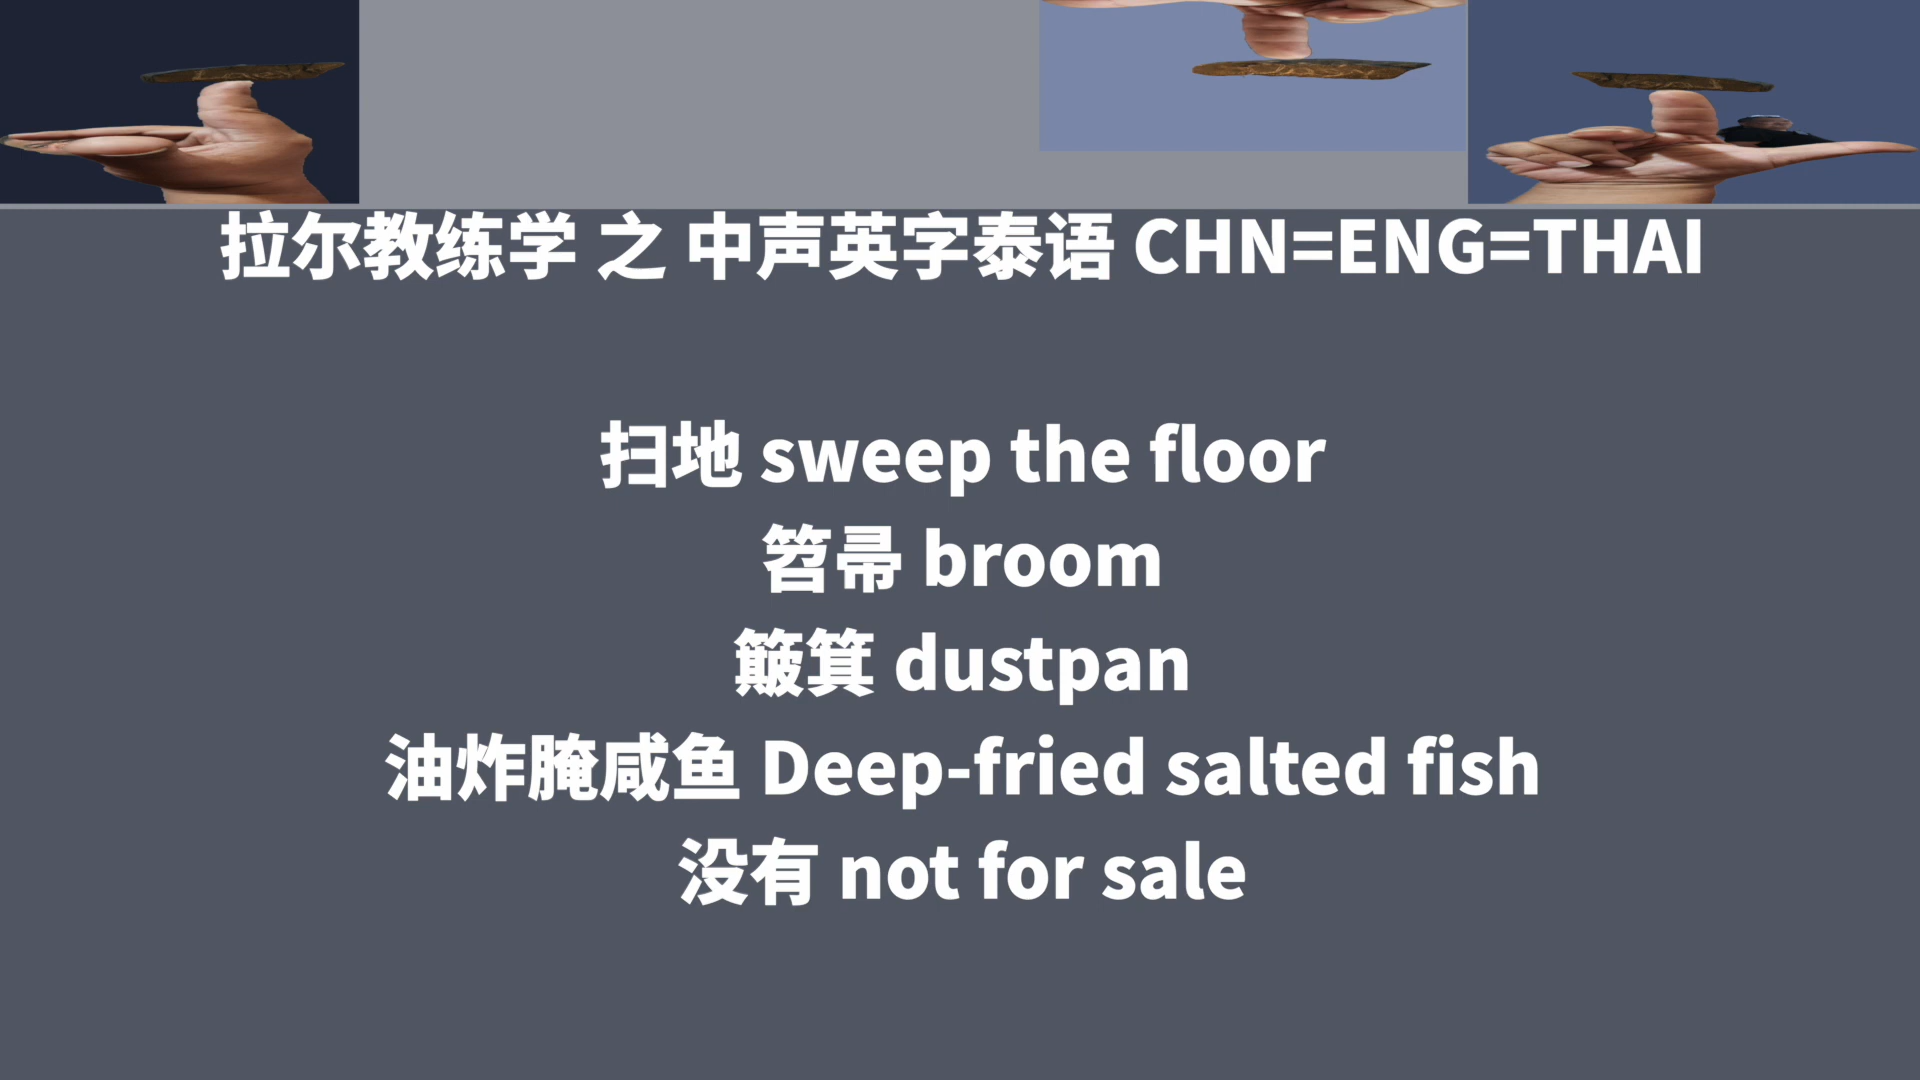 拉尔教练学 之 中声英字泰语 CHN=ENG=THAI
扫地 sweep the floor
笤帚 broom
簸箕 dustpan
油炸腌咸鱼 Deep-fried salted fish
没有 not for sale